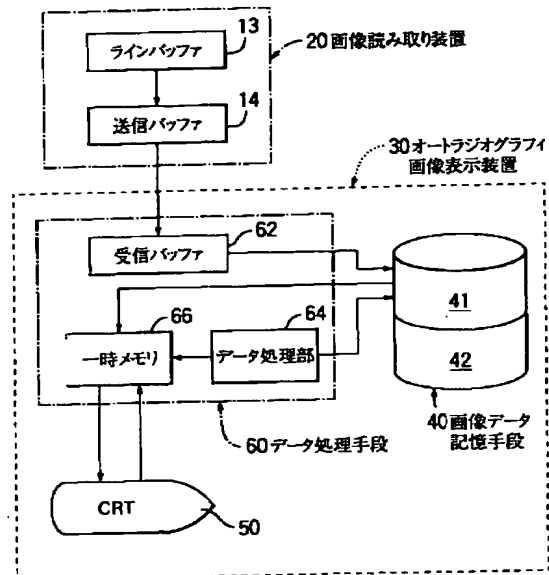 ラインバッファ
13
20画像読み取り装置
送信バッファ
14
30オートラジオグラフィ
画像表示装置
受信バッファ
62
41
66
64
一時メモリ
データ処理部
42
40画像データ
記憶手段
60データ処理手段
CRT
50